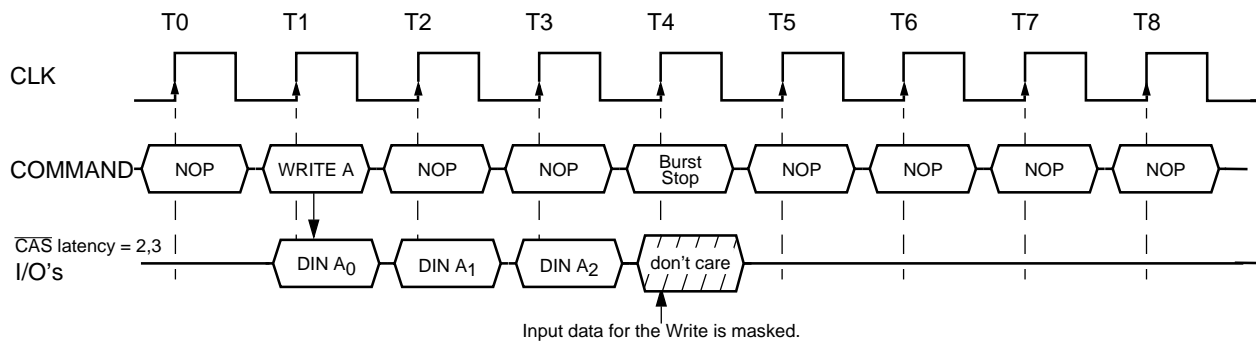 T0 T1 T2 T3 T4 T5 T6 T7 T8
CLK
COMMAND NOP WRITE A NOP NOP Burst Stop NOP NOP NOP NOP
CAS latency = 2,3
I/O's DIN A0 DIN A1 DIN A2 don't care
Input data for the Write is masked.